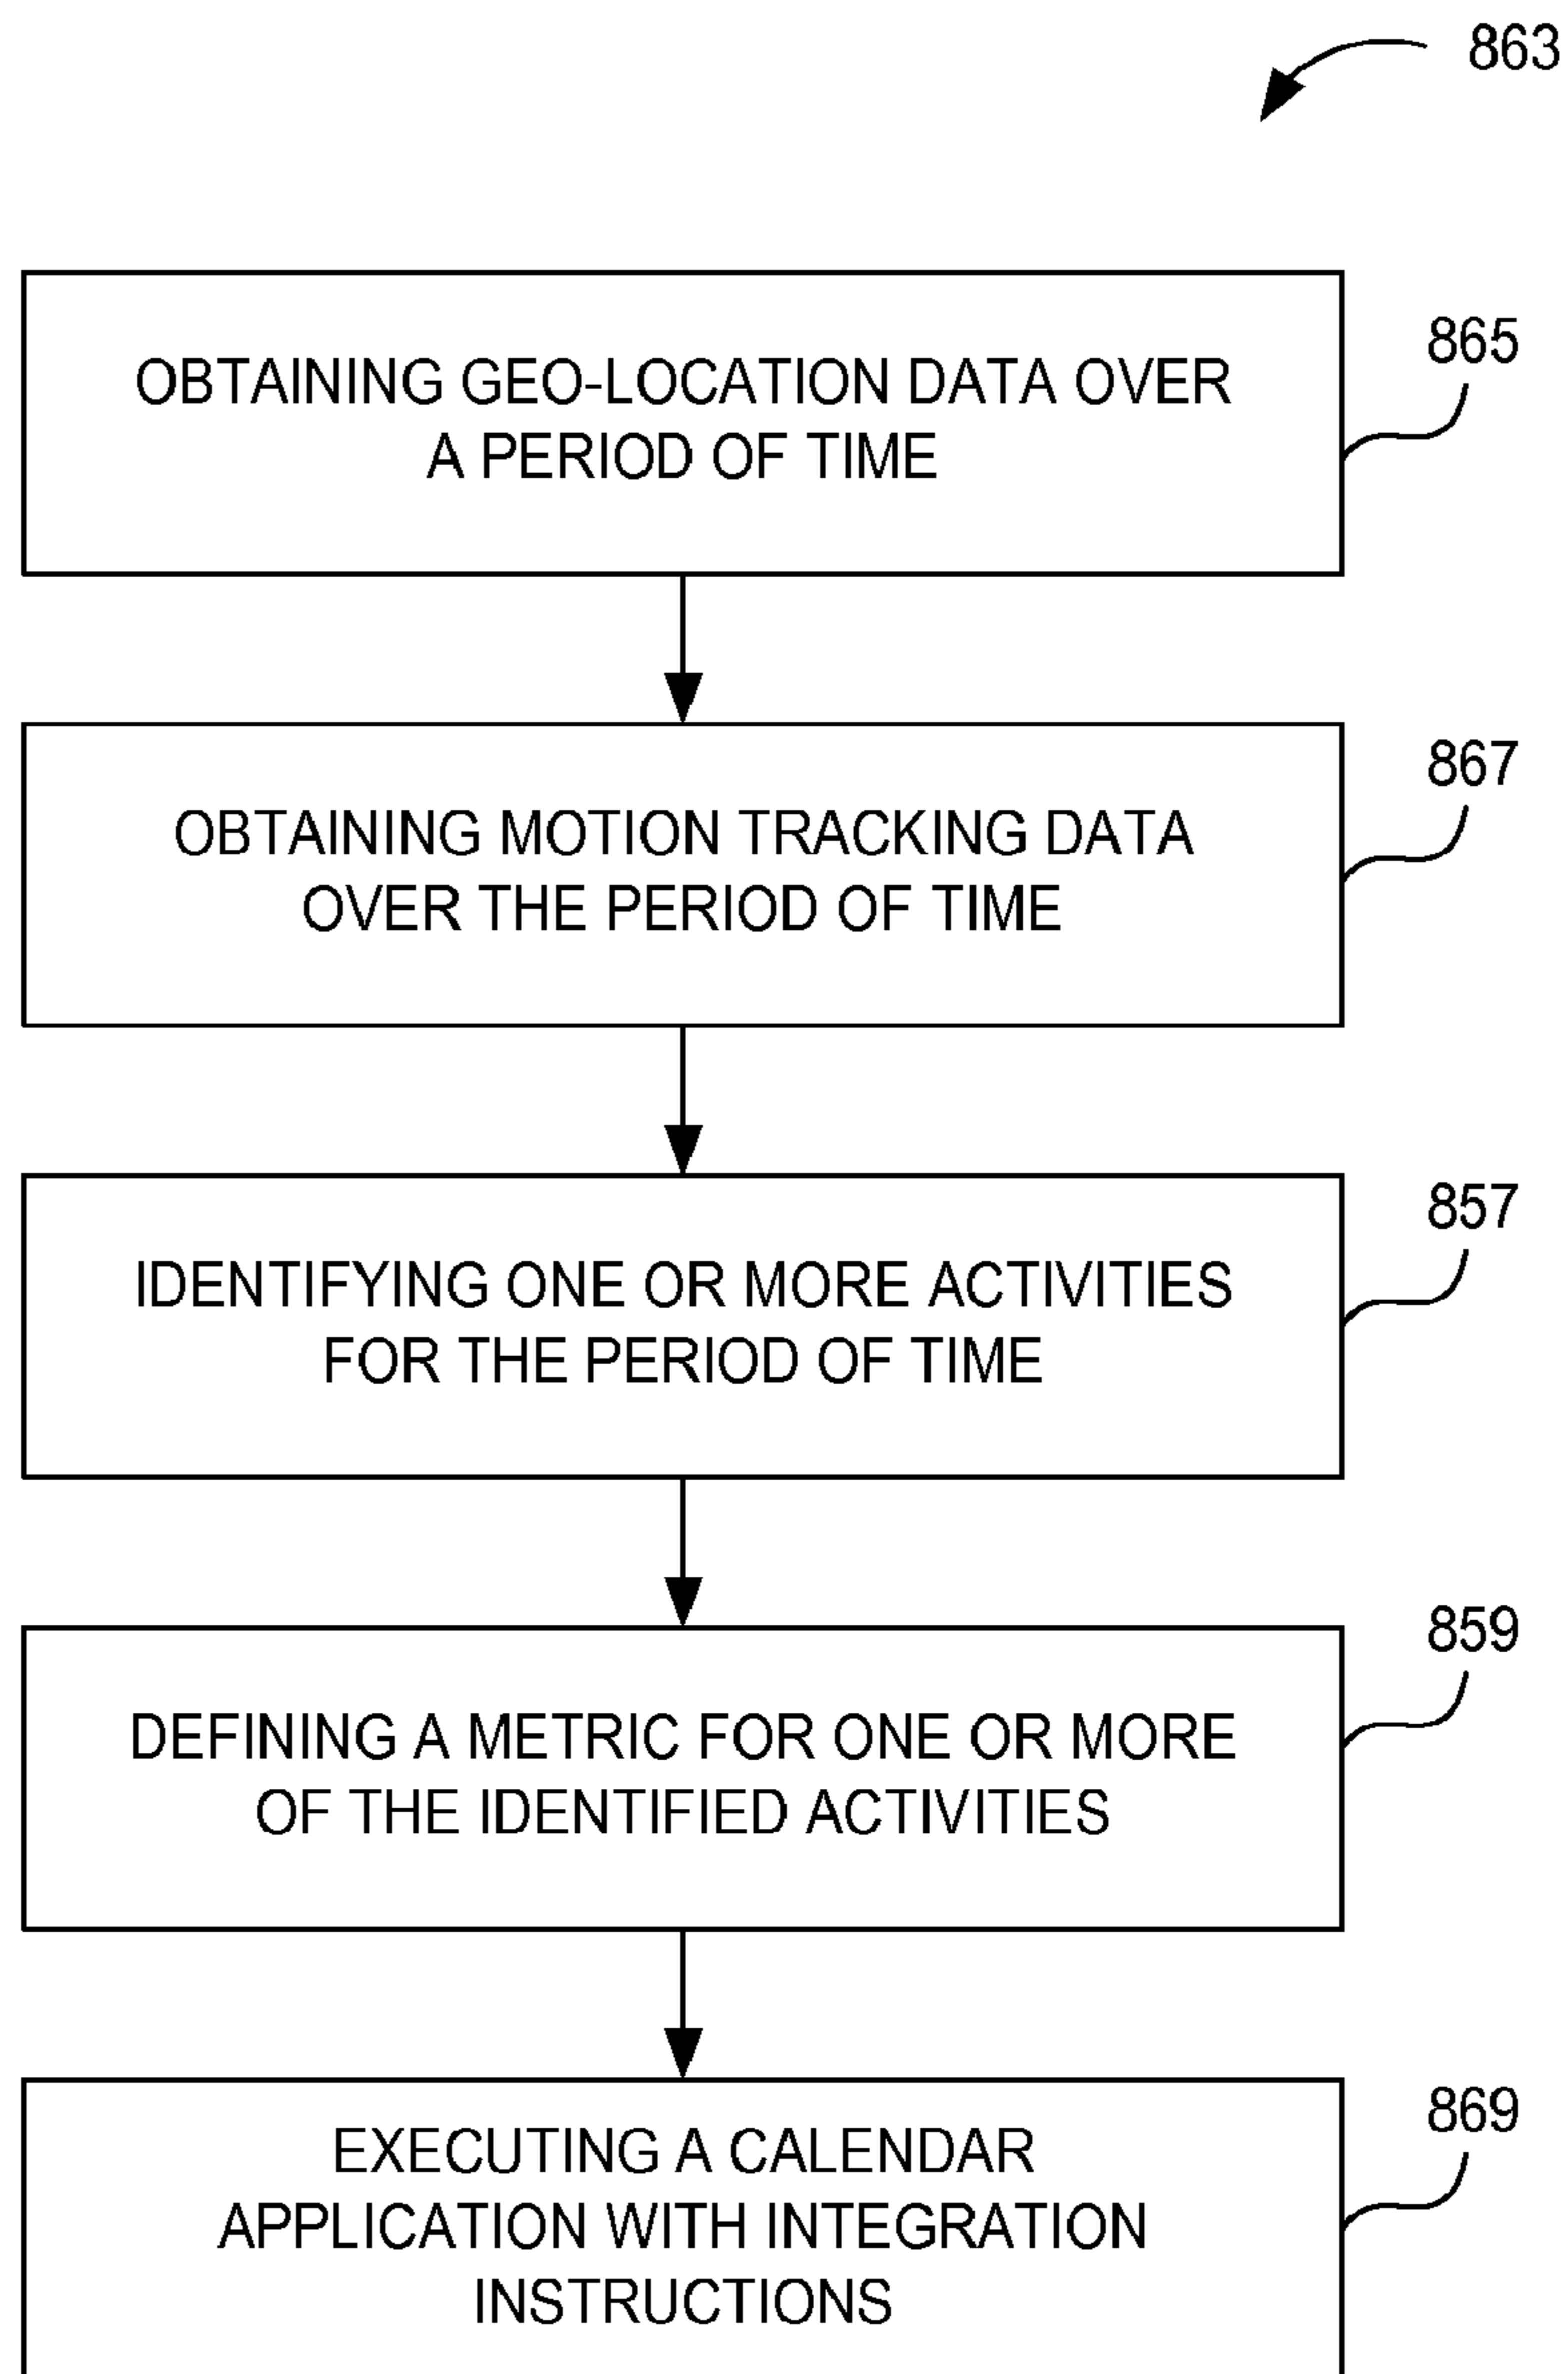 863
OBTAINING GEO-LOCATION DATA OVER
A PERIOD OF TIME
865
OBTAINING MOTION TRACKING DATA
OVER THE PERIOD OF TIME
867
IDENTIFYING ONE OR MORE ACTIVITIES
FOR THE PERIOD OF TIME
857
DEFINING A METRIC FOR ONE OR MORE
OF THE IDENTIFIED ACTIVITIES
859
EXECUTING A CALENDAR
APPLICATION WITH INTEGRATION
INSTRUCTIONS
869